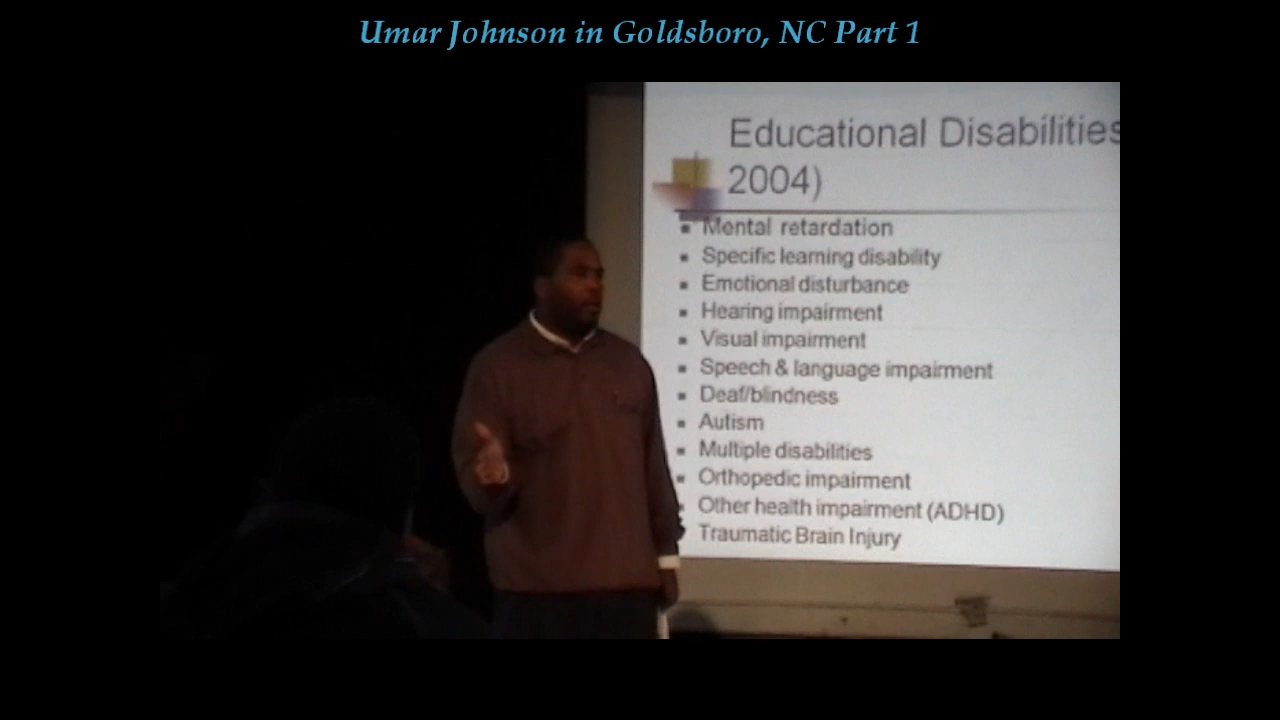 Umar Johnson in Goldsboro, NC Part 1
Educational Disabilities
2004)
Mental retardation
Specific learning disability
Emotional disturbance
Hearing impairment
Visual impairment
Speech & language impairment
Deaf/blindness
Autism
Multiple disabilities
Orthopedic impairment
Other health impairment (ADHD)
Traumatic Brain Injury